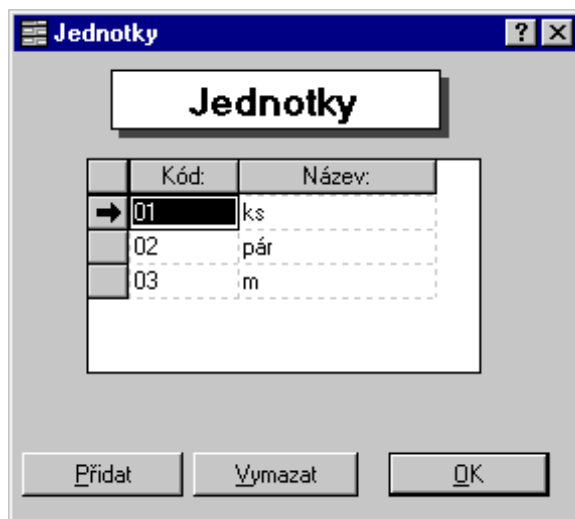 Jednotky
Jednotky
Kód: Název:
01 ks
02 pár
03 m
Přidat Vymazat OK